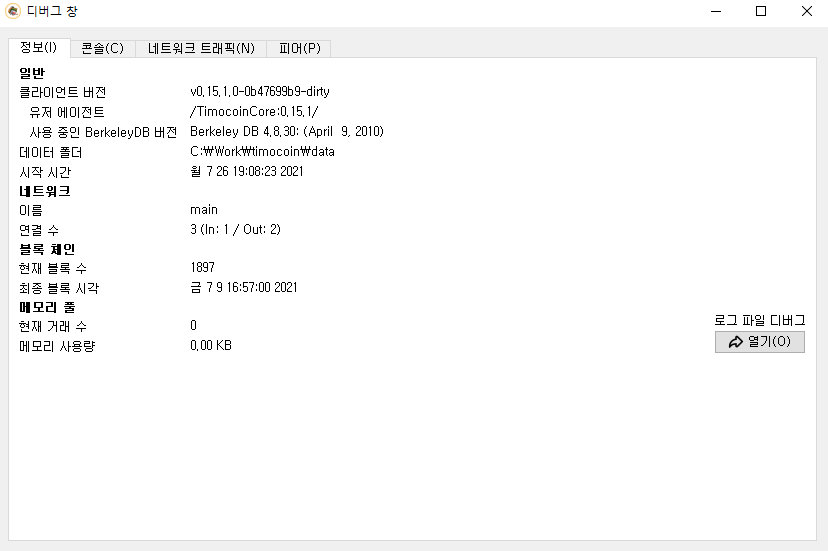 디버그 창
정보(I) 콘솔(C) 네트워크 트래픽(N) 피어(P)
일반
클라이언트 버전 v0.15.1.0-0b47699b9-dirty
유저 에이전트 /TimocoinCore:0.15.1/
사용 중인 BerkeleyDB 버전 Berkeley DB 4.8.30: (April 9, 2010)
데이터 폴더 C:₩Work₩timocoin₩data
시작 시간 월 7 26 19:08:23 2021
네트워크
이름 main
연결 수 3 (In: 1 / Out: 2)
블록 체인
현재 블록 수 1897
최종 블록 시각 금 7 9 16:57:00 2021
메모리 풀
현재 거래 수 0
메모리 사용량 0.00 KB
로그 파일 디버그
열기(O)